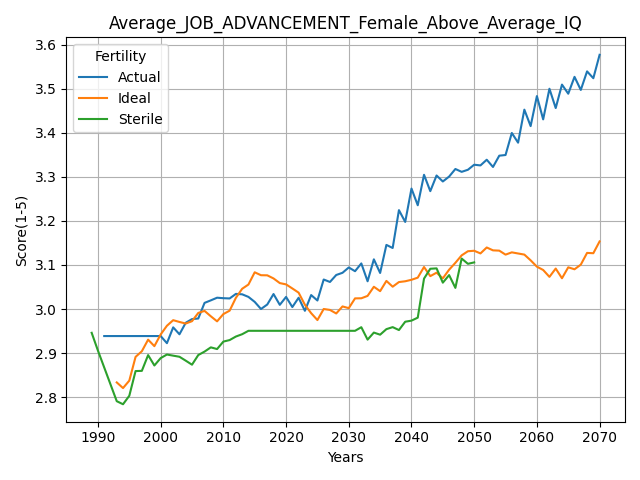 Average_JOB_ADVANCEMENT_Female_Above_Average_IQ
Fertility
Actual
Ideal
Sterile
Score(1-5)
3.6
3.5
3.4
3.3
3.2
3.1
3.0
2.9
2.8
1990 2000 2010 2020 2030 2040 2050 2060 2070
Years